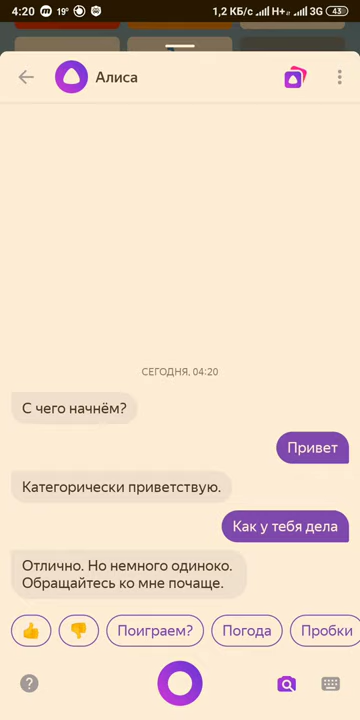 4:20 19° 1,2 КБ/с H+ 3G 43
Алиса
СЕГОДНЯ, 04:20
С чего начнём?
Привет
Категорически приветствую.
Как у тебя дела
Отлично. Но немного одиноко.
Обращайтесь ко мне почаще.
Поиграем? Погода Пробки
?